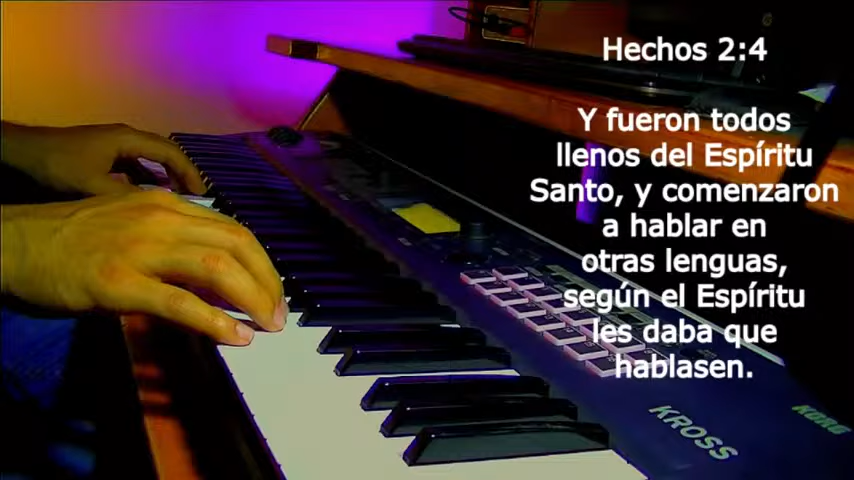 Hechos 2:4
Y fueron todos
llenos del Espíritu
Santo, y comenzaron
a hablar en
otras lenguas,
según el Espíritu
les daba que
hablasen.
KROSS
KORG